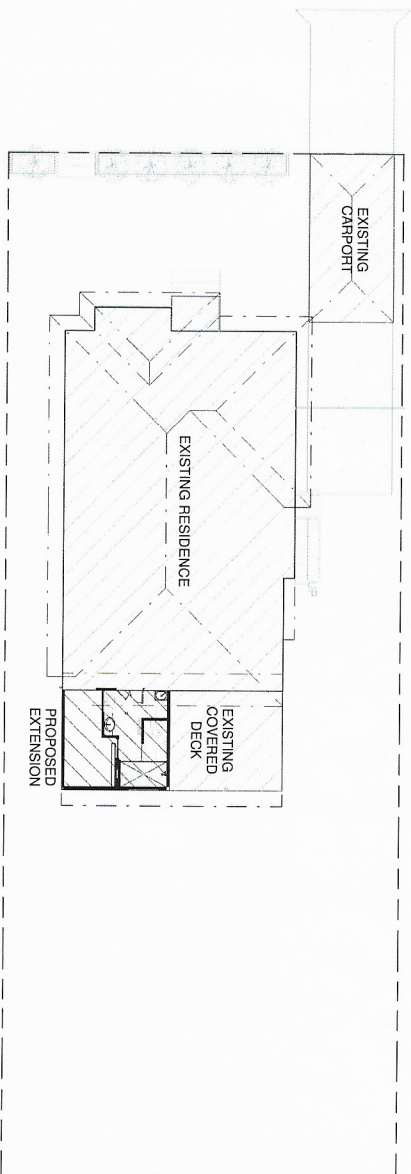 EXISTING
CARPORT
EXISTING RESIDENCE
UP
EXISTING
COVERED
DECK
PROPOSED
EXTENSION